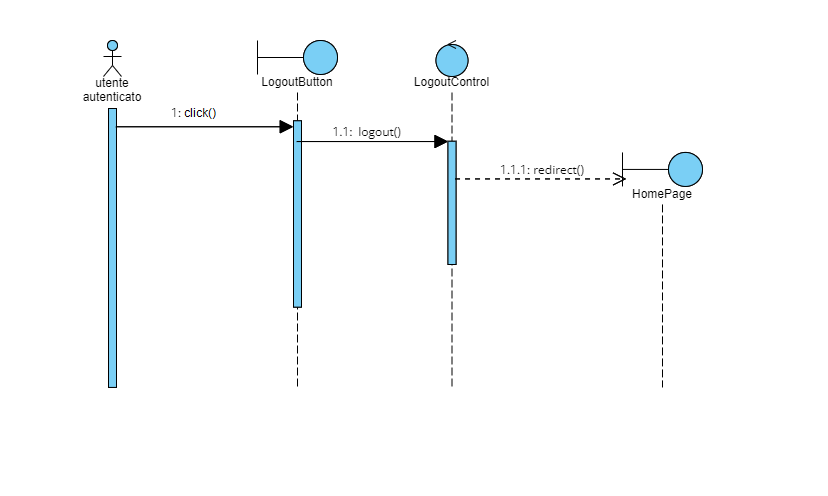 utente
autenticato
LogoutButton
LogoutControl
1: click()
1.1: logout()
1.1.1: redirect()
HomePage